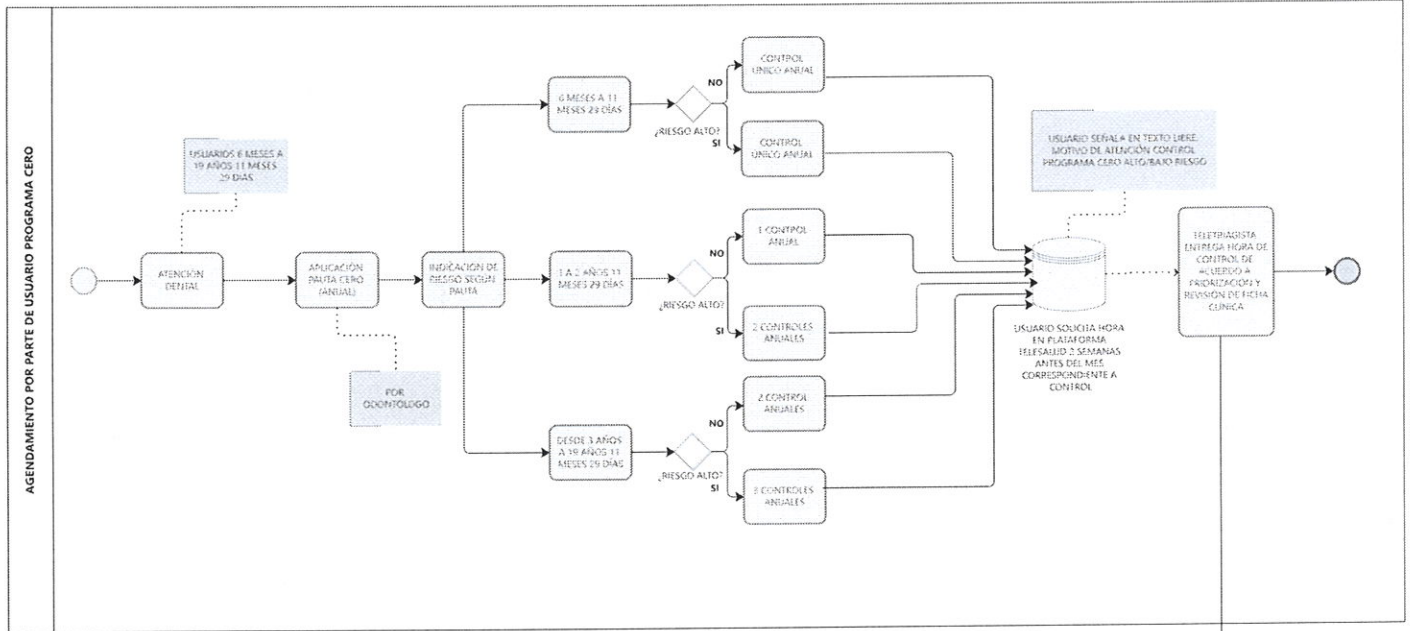 AGENDAMIENTO POR PARTE DE USUARIO PROGRAMA CERO
USUARIOS 6 MESES A
19 AÑOS 11 MESES
29 DIAS
ATENCIÓN
DENTAL
APLICACIÓN
PAUTA CERO
(ANUAL)
POR
ODONTÓLOGO
INDICACIÓN DE
RIESGO SEGÚN
PAUTA
6 MESES A 11
MESES 29 DÍAS
¿RIESGO ALTO?
NO
SI
CONTROL
UNICO ANUAL
CONTROL
UNICO ANUAL
1 A 2 AÑOS 11
MESES 29 DÍAS
¿RIESGO ALTO?
NO
SI
1 CONTROL
ANUAL
2 CONTROLES
ANUALES
DESDE 3 AÑOS
A 19 AÑOS 11
MESES 29 DÍAS
¿RIESGO ALTO?
NO
SI
2 CONTROL
ANUALES
3 CONTROLES
ANUALES
USUARIO SEÑALA EN TEXTO LIBRE
MOTIVO DE ATENCIÓN CONTROL
PROGRAMA CERO ALTO/BAJO RIESGO
USUARIO SOLICITA HORA
EN PLATAFORMA
TELESALUD 2 SEMANAS
ANTES DEL MES
CORRESPONDIENTE A
CONTROL
TELETRIAGISTA
ENTREGA HORA DE
CONTROL DE
ACUERDO A
PRIORIZACIÓN Y
REVISIÓN DE FICHA
CLÍNICA